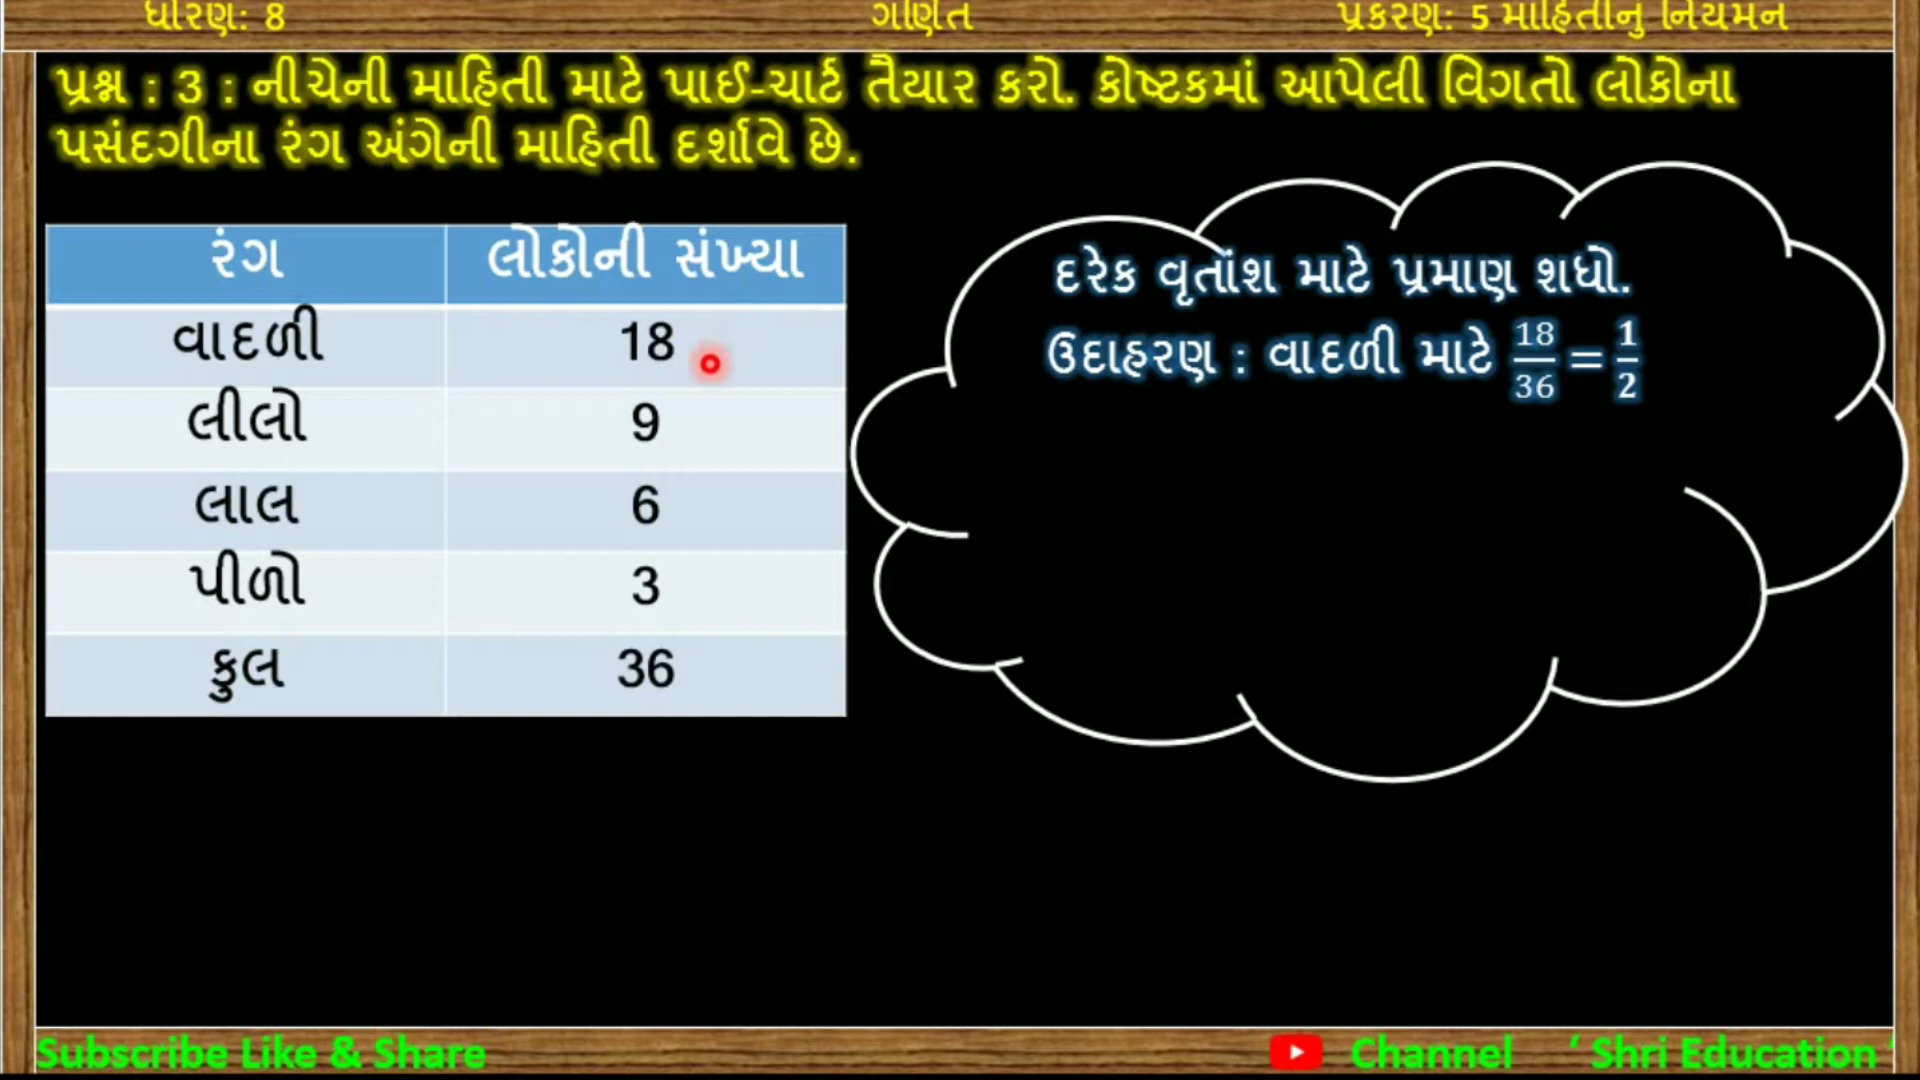 ધોરણ: 8 ગણિત પ્રકરણ: 5 માહિતીનું નિયમન
પ્રશ્ન : 3 : નીચેની માહિતી માટે પાઈ-ચાર્ટ તૈયાર કરો. કોષ્ટકમાં આપેલી વિગતો લોકોના
પસંદગીના રંગ અંગેની માહિતી દર્શાવે છે.
રંગ લોકોની સંખ્યા
વાદળી 18
લીલો 9
લાલ 6
પીળો 3
કુલ 36
દરેક વૃતાંશ માટે પ્રમાણ શધો.
ઉદાહરણ : વાદળી માટે 18/36 = 1/2
Subscribe Like & Share Channel ‘ Shri Education ‘